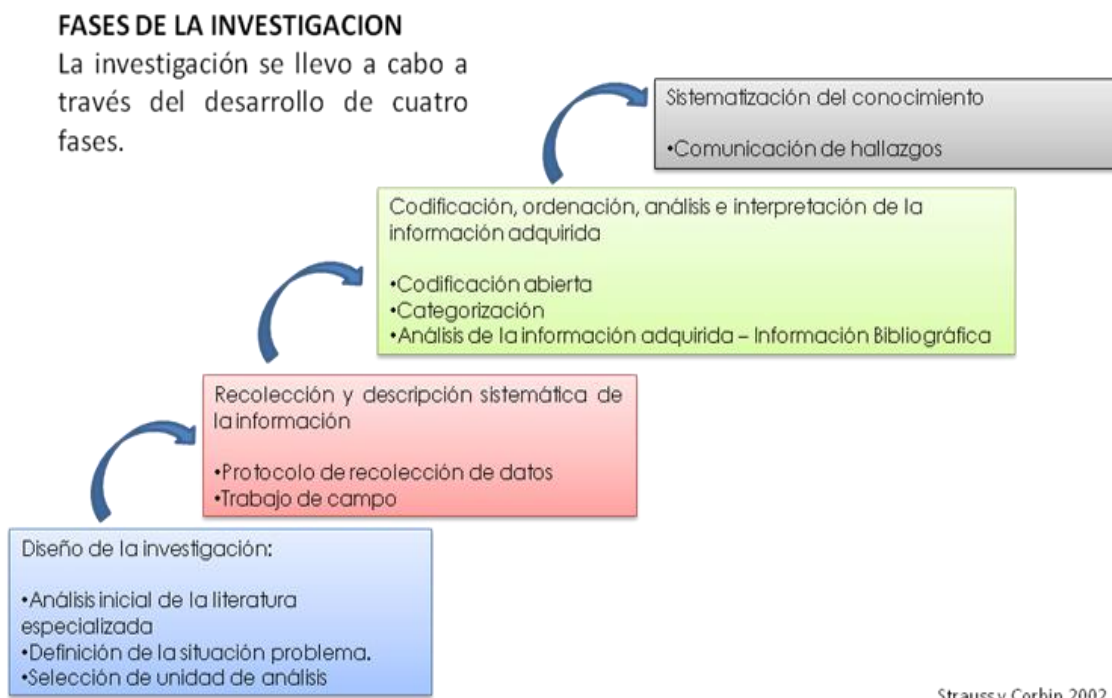 FASES DE LA INVESTIGACION
La investigación se llevo a cabo a
través del desarrollo de cuatro
fases.
Sistematización del conocimiento
•Comunicación de hallazgos
Codificación, ordenación, análisis e interpretación de la
información adquirida
•Codificación abierta
•Categorización
•Análisis de la información adquirida – Información Bibliográfica
Recolección y descripción sistemática de
la información
•Protocolo de recolección de datos
•Trabajo de campo
Diseño de la investigación:
•Análisis inicial de la literatura
especializada
•Definición de la situación problema.
•Selección de unidad de análisis
Strauss y Corbin 2002